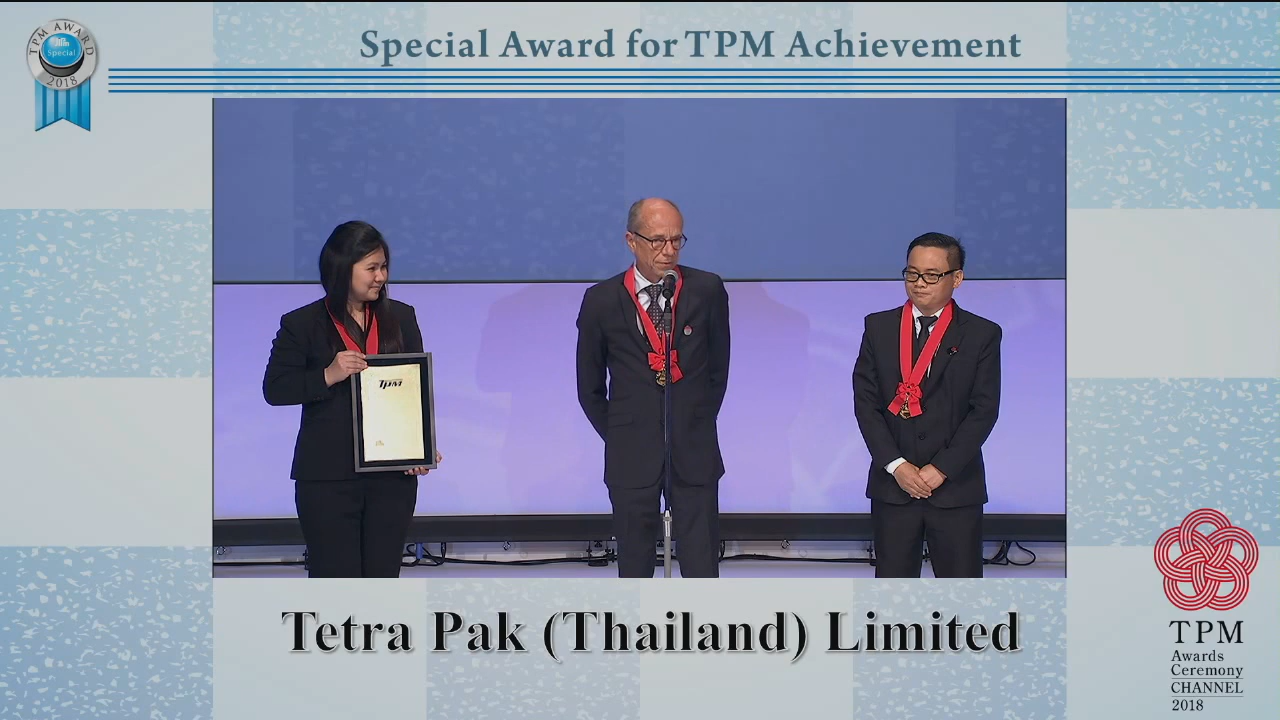 TPM AWARD
Special
2018
Special Award for TPM Achievement
TPM
Tetra Pak (Thailand) Limited
TPM
Awards
Ceremony
CHANNEL
2018